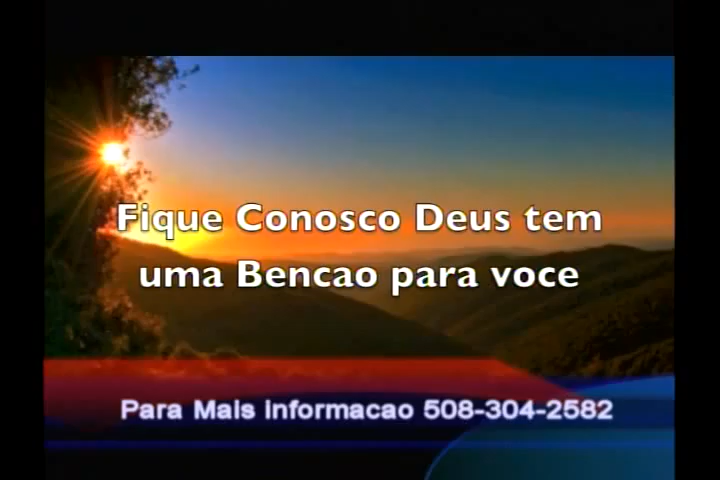 Fique Conosco Deus tem
uma Bencao para voce
Para Mais informacao 508-304-2582